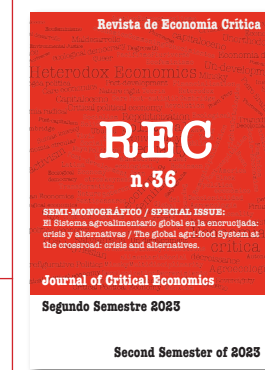 Revista de Economía Crítica
Heterodox Economics
REC
n.36
SEMI-MONOGRÁFICO / SPECIAL ISSUE:
El Sistema agroalimentario global en la encrucijada:
crisis y alternativas / The global agri-food System at
the crossroad: crisis and alternatives.
crítica
Journal of Critical Economics
Segundo Semestre 2023
Second Semester of 2023